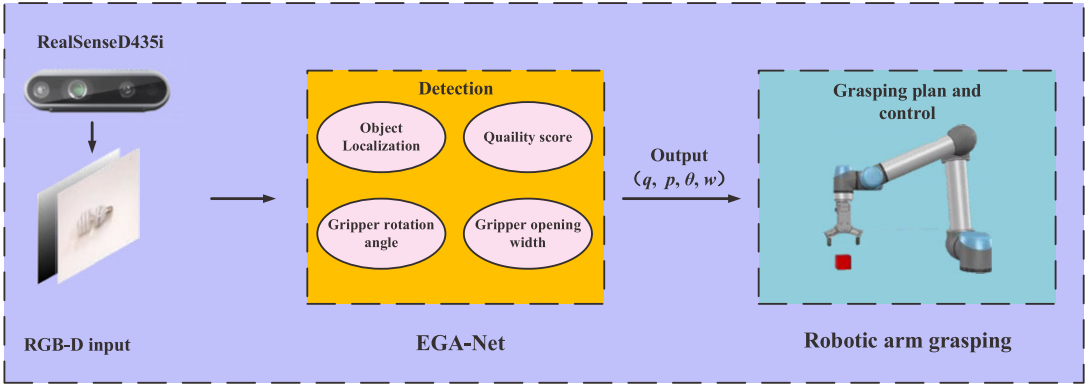 RealSenseD435i
RGB-D input
Detection
Object
Localization
Quaility score
Gripper rotation
angle
Gripper opening
width
EGA-Net
Output
(q, p, θ, w)
Grasping plan and
control
Robotic arm grasping